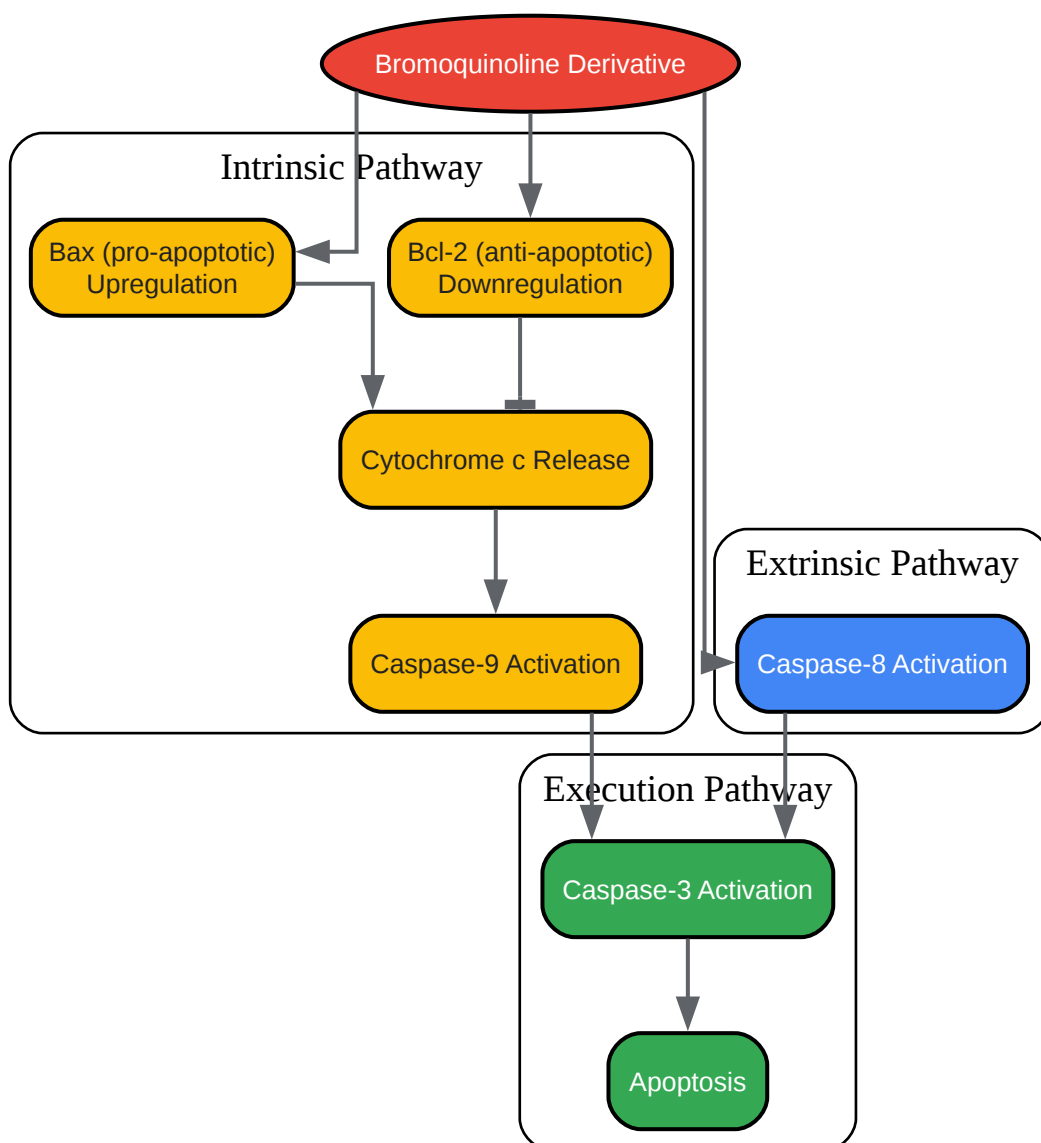 Bromoquinoline Derivative
Intrinsic Pathway
Bax (pro-apoptotic)
Upregulation
Bcl-2 (anti-apoptotic)
Downregulation
Cytochrome c Release
Caspase-9 Activation
Extrinsic Pathway
Caspase-8 Activation
Execution Pathway
Caspase-3 Activation
Apoptosis